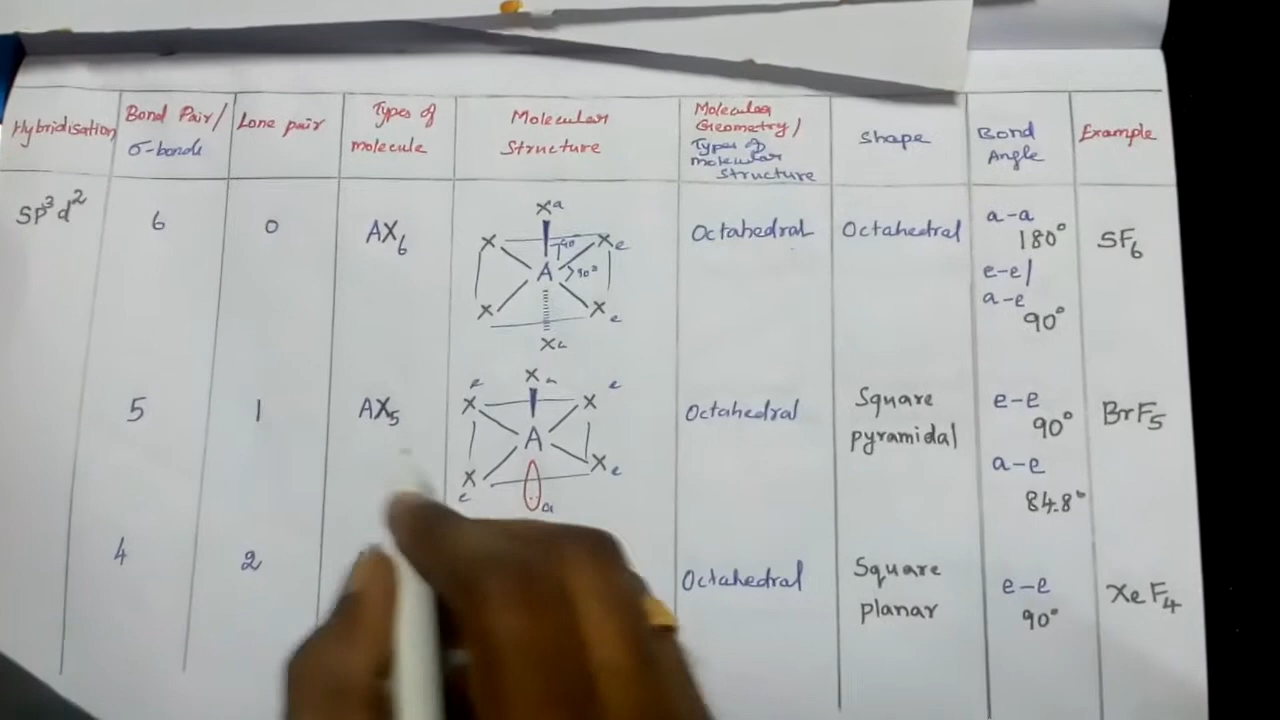 Hybridisation
Bond Pair/
σ-bonds
Lone pair
Types of
molecule
Molecular
Structure
Molecular
Geometry/
Types of
molecular
structure
Shape
Bond
Angle
Example
SP³d²
6
0
AX₆
Xa
X
Xe
90
A
90°
X
Xe
Xa
Octahedral
Octahedral
a-a
180°
e-e/
a-e
90°
SF₆
5
1
AX₅
Xa
e
X
X
e
A
X
e
Xe
a
Octahedral
Square
pyramidal
e-e
90°
a-e
84.8°
BrF₅
4
2
Octahedral
Square
planar
e-e
90°
XeF₄